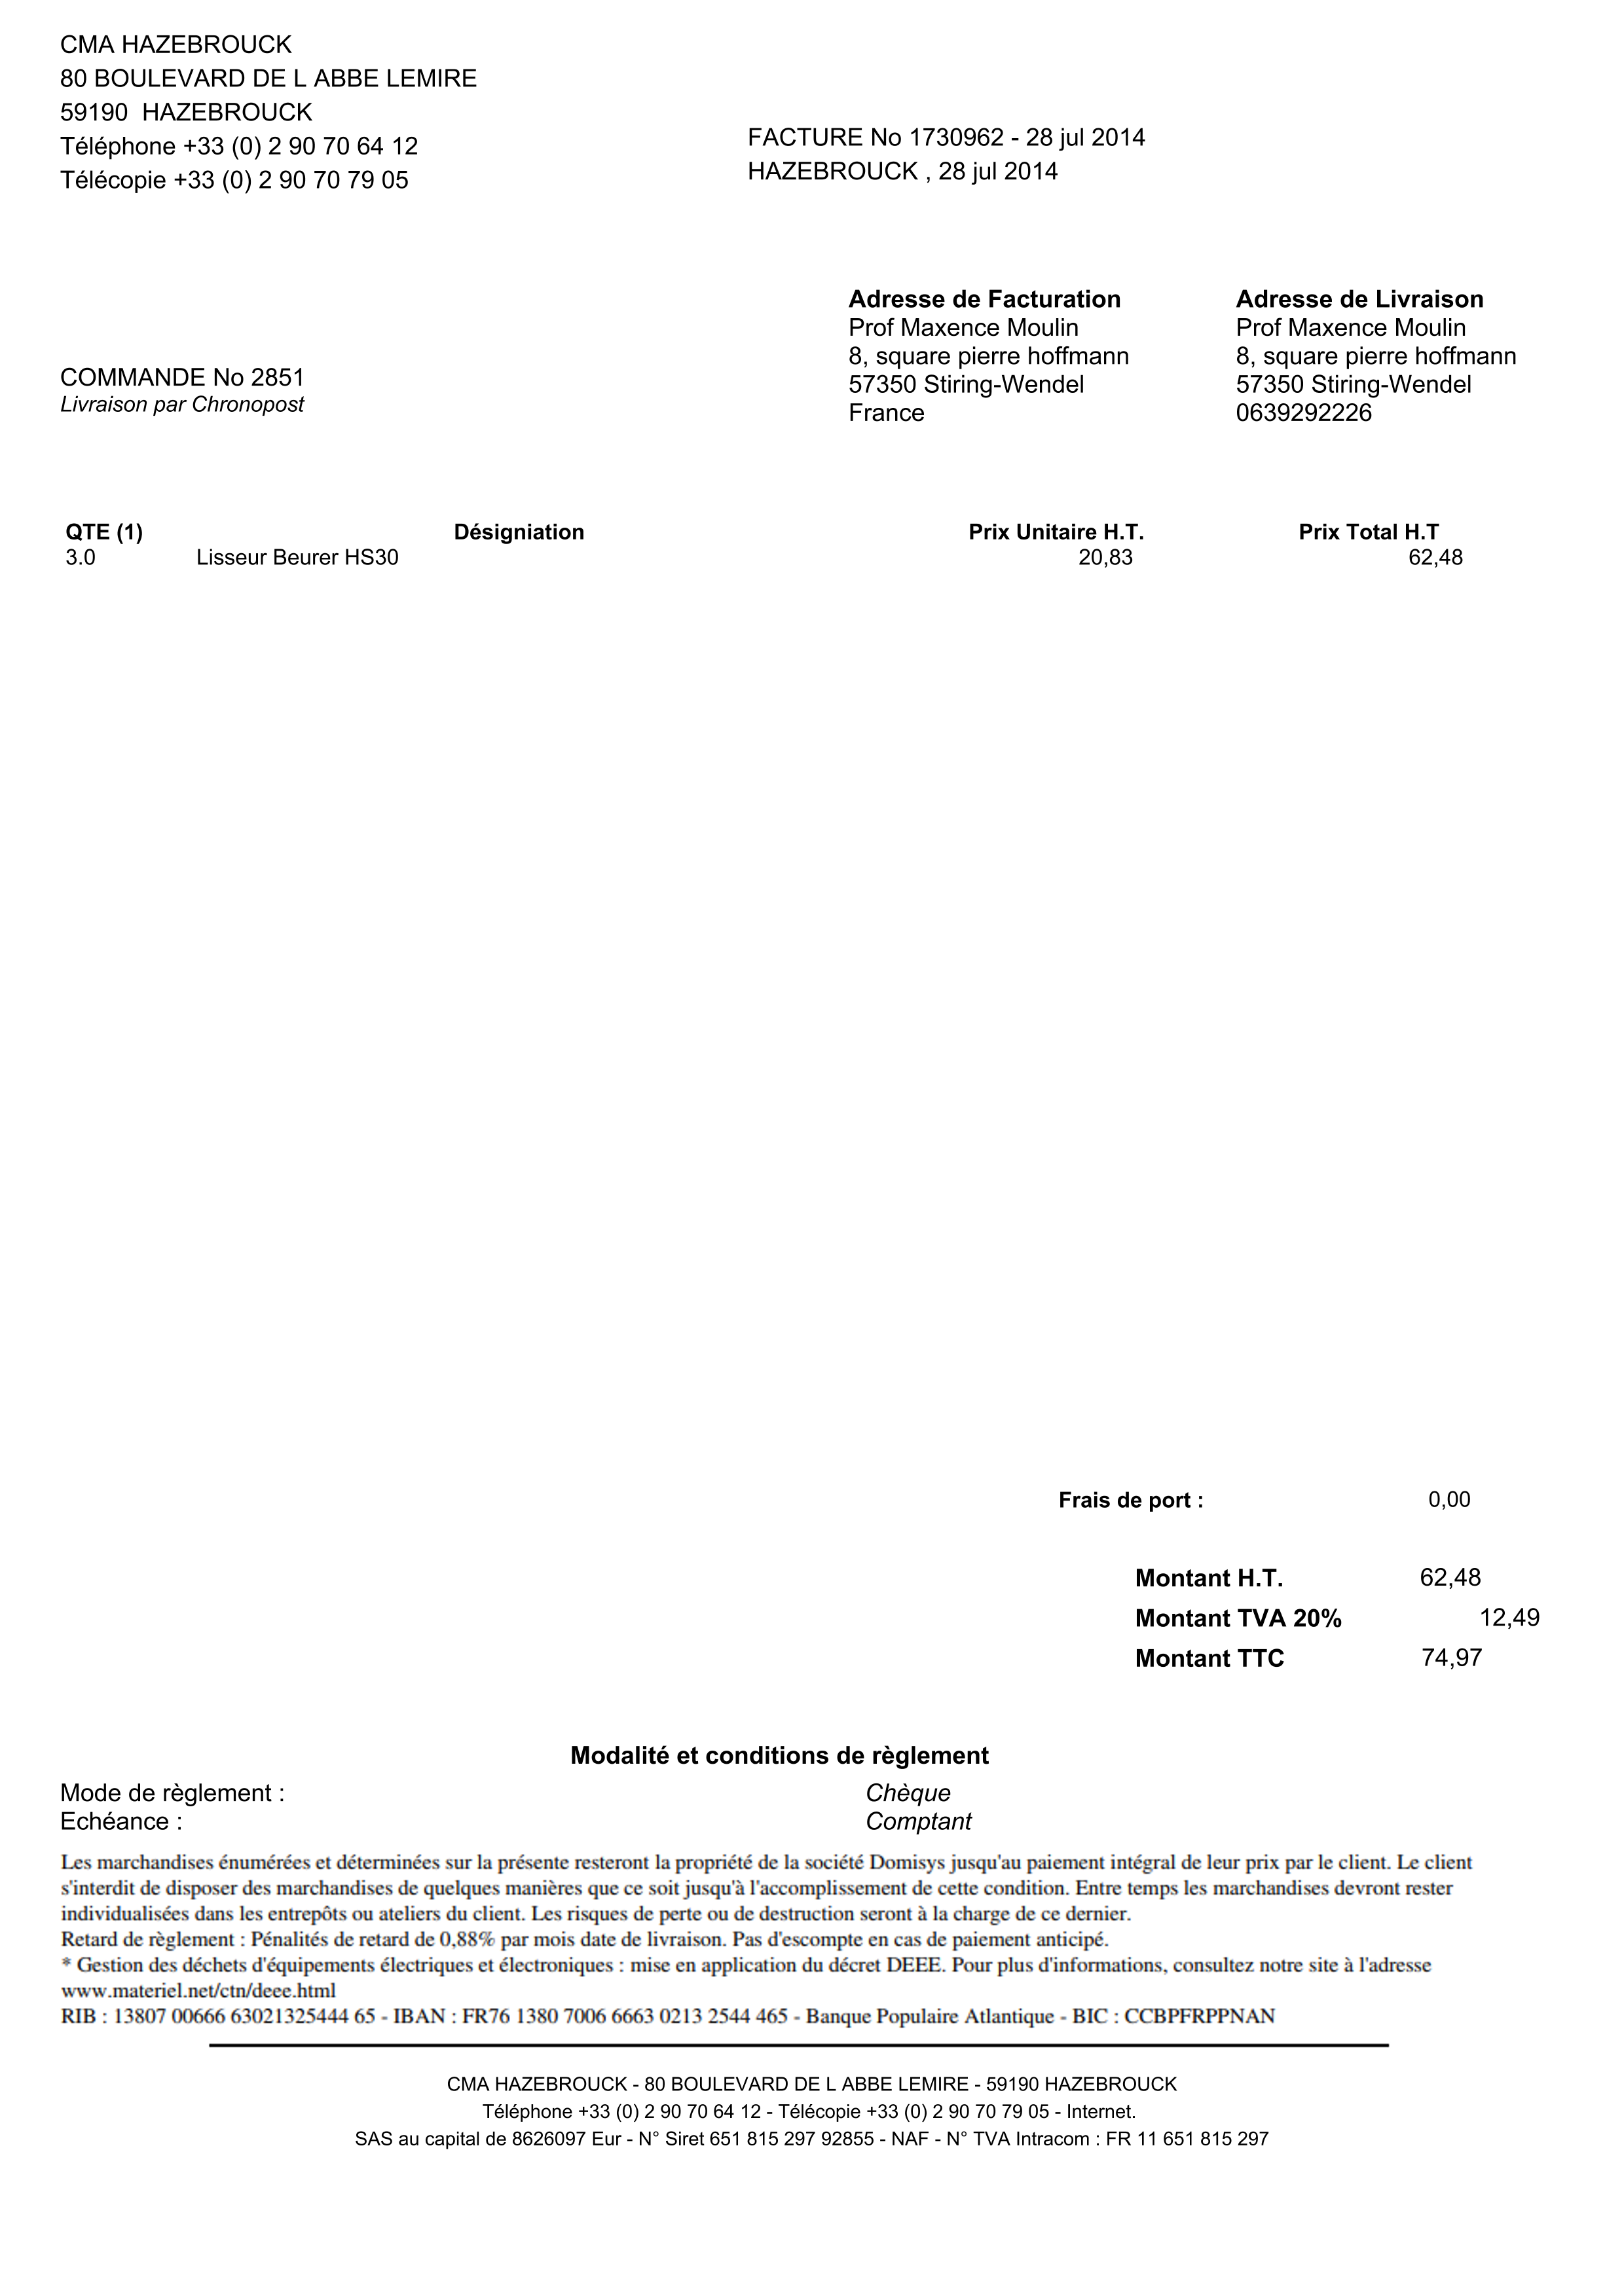 CMA HAZEBROUCK
80 BOULEVARD DE L ABBE LEMIRE
59190  HAZEBROUCK
Téléphone +33 (0) 2 90 70 64 12
Télécopie +33 (0) 2 90 70 79 05
FACTURE No 1730962 - 28 jul 2014
HAZEBROUCK , 28 jul 2014
COMMANDE No 2851
Livraison par Chronopost
Adresse de Facturation
Prof Maxence Moulin
8, square pierre hoffmann
57350 Stiring-Wendel
France
Adresse de Livraison
Prof Maxence Moulin
8, square pierre hoffmann
57350 Stiring-Wendel
0639292226
QTE (1) Désigniation Prix Unitaire H.T. Prix Total H.T
3.0 Lisseur Beurer HS30 20,83 62,48
Frais de port : 0,00
Montant H.T. 62,48
Montant TVA 20% 12,49
Montant TTC 74,97
Modalité et conditions de règlement
Mode de règlement : Chèque
Echéance : Comptant
Les marchandises énumérées et déterminées sur la présente resteront la propriété de la société Domisys jusqu'au paiement intégral de leur prix par le client. Le client
s'interdit de disposer des marchandises de quelques manières que ce soit jusqu'à l'accomplissement de cette condition. Entre temps les marchandises devront rester
individualisées dans les entrepôts ou ateliers du client. Les risques de perte ou de destruction seront à la charge de ce dernier.
Retard de règlement : Pénalités de retard de 0,88% par mois date de livraison. Pas d'escompte en cas de paiement anticipé.
* Gestion des déchets d'équipements électriques et électroniques : mise en application du décret DEEE. Pour plus d'informations, consultez notre site à l'adresse
www.materiel.net/ctn/deee.html
RIB : 13807 00666 63021325444 65 - IBAN : FR76 1380 7006 6663 0213 2544 465 - Banque Populaire Atlantique - BIC : CCBPFRPPNAN
CMA HAZEBROUCK - 80 BOULEVARD DE L ABBE LEMIRE - 59190 HAZEBROUCK
Téléphone +33 (0) 2 90 70 64 12 - Télécopie +33 (0) 2 90 70 79 05 - Internet.
SAS au capital de 8626097 Eur - N° Siret 651 815 297 92855 - NAF - N° TVA Intracom : FR 11 651 815 297